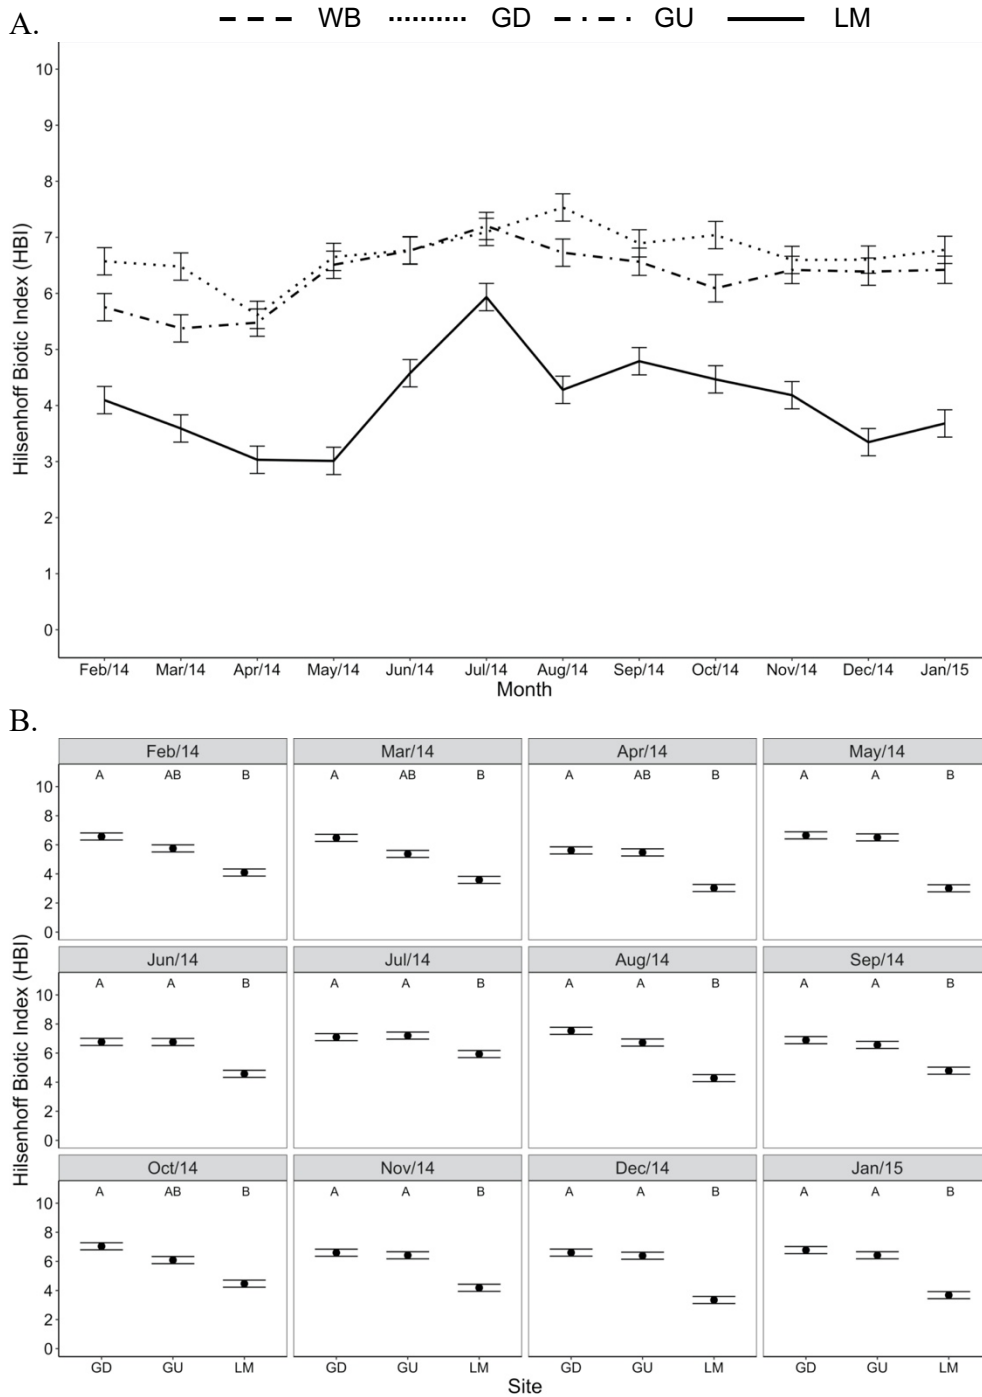 A.
WB GD GU LM
10
9
8
7
6
5
4
3
2
1
0
Hilsenhoff Biotic Index (HBI)
Feb/14 Mar/14 Apr/14 May/14 Jun/14 Jul/14 Aug/14 Sep/14 Oct/14 Nov/14 Dec/14 Jan/15
Month
B.
Feb/14 Mar/14 Apr/14 May/14
A AB B A AB B A AB B A A B
10
8
6
4
2
0
Hilsenhoff Biotic Index (HBI)
Jun/14 Jul/14 Aug/14 Sep/14
A A B A A B A A B A A B
10
8
6
4
2
0
Oct/14 Nov/14 Dec/14 Jan/15
A AB B A A B A A B A A B
10
8
6
4
2
0
GD GU LM GD GU LM GD GU LM GD GU LM
Site